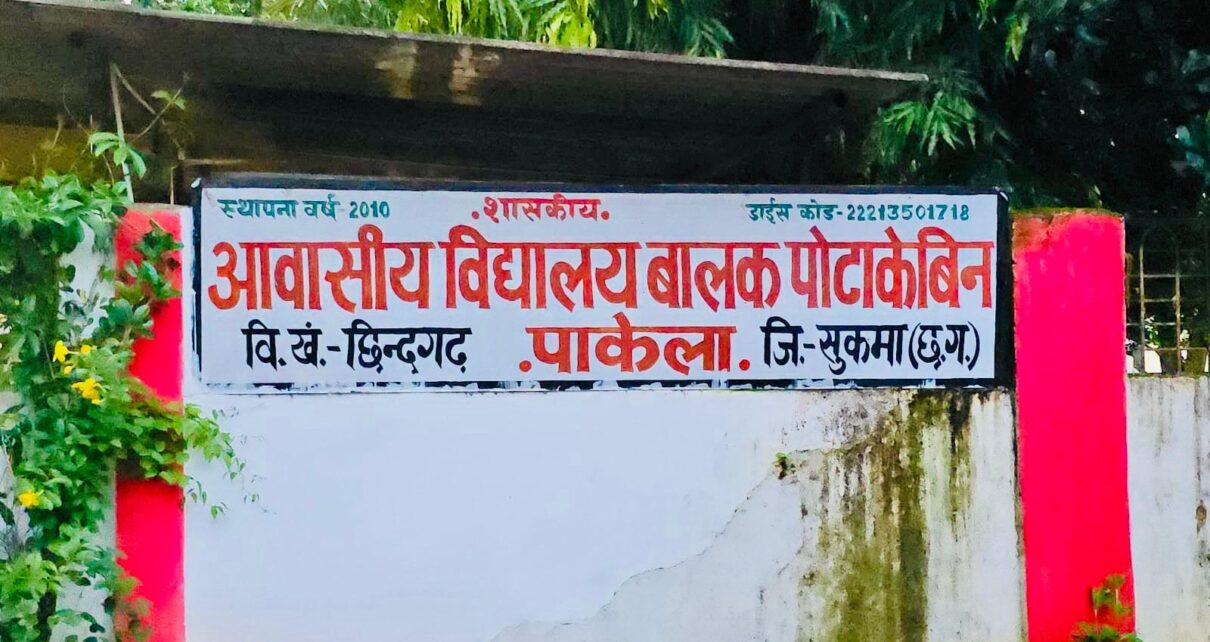 स्थापना वर्ष-2010 .शासकीय. डाईस कोड-22213501718
आवासीय विद्यालय बालक पोटाकेबिन
वि.खं.-छिन्दगढ़ .पाकेला. जि.-सुकमा(छ.ग.)